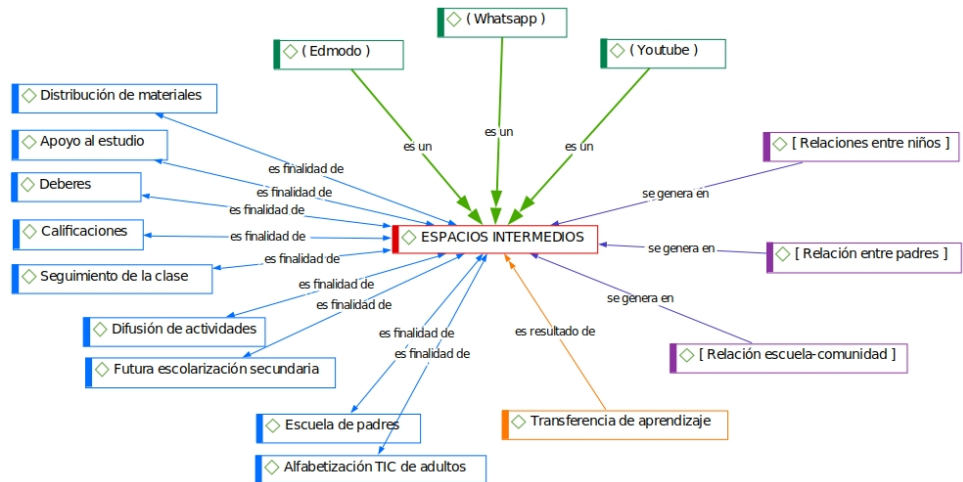 ( Whatsapp )
( Edmodo )
( Youtube )
Distribución de materiales
Apoyo al estudio
Deberes
Calificaciones
Seguimiento de la clase
Difusión de actividades
Futura escolarización secundaria
Escuela de padres
Alfabetización TIC de adultos
es un
es un
es un
[ Relaciones entre niños ]
[ Relación entre padres ]
[ Relación escuela-comunidad ]
es finalidad de
es finalidad de
es finalidad de
es finalidad de
es finalidad de
es finalidad de
es finalidad de
es finalidad de
es finalidad de
ESPACIOS INTERMEDIOS
se genera en
se genera en
se genera en
es resultado de
Transferencia de aprendizaje